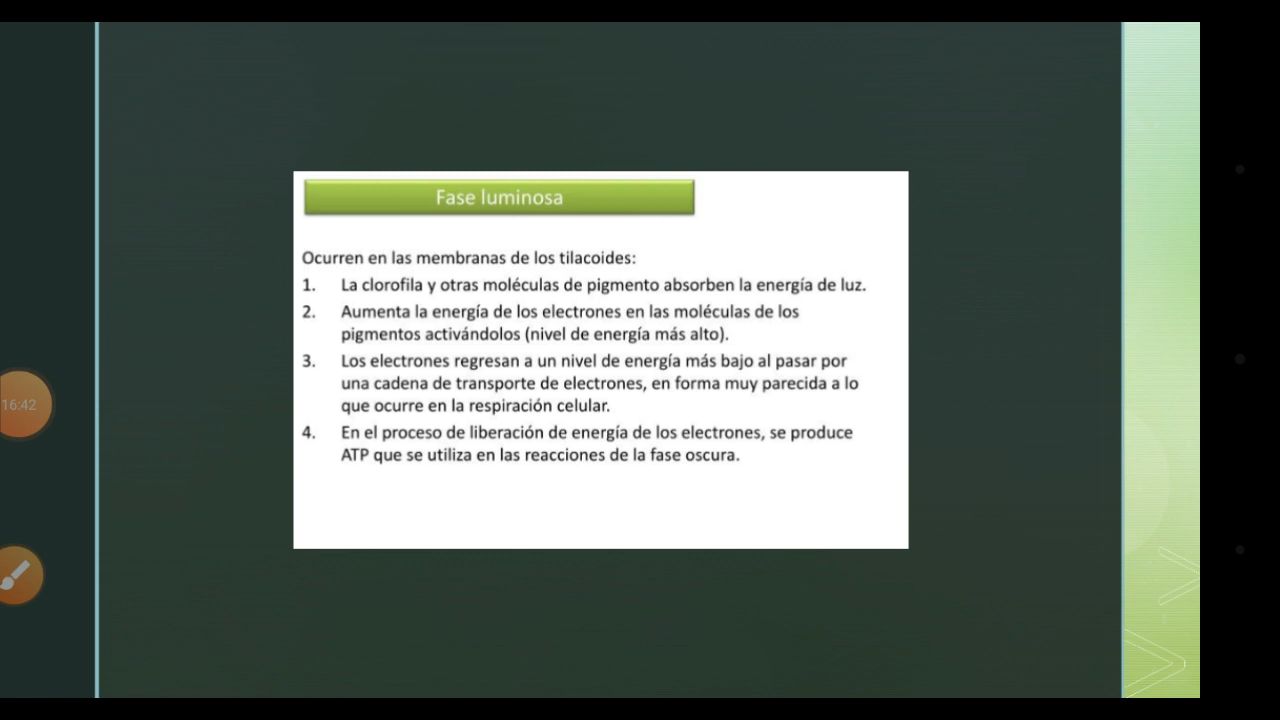 Fase luminosa
Ocurren en las membranas de los tilacoides:
1. La clorofila y otras moléculas de pigmento absorben la energía de luz.
2. Aumenta la energía de los electrones en las moléculas de los
pigmentos activándolos (nivel de energía más alto).
3. Los electrones regresan a un nivel de energía más bajo al pasar por
una cadena de transporte de electrones, en forma muy parecida a lo
que ocurre en la respiración celular.
16:42
4. En el proceso de liberación de energía de los electrones, se produce
ATP que se utiliza en las reacciones de la fase oscura.